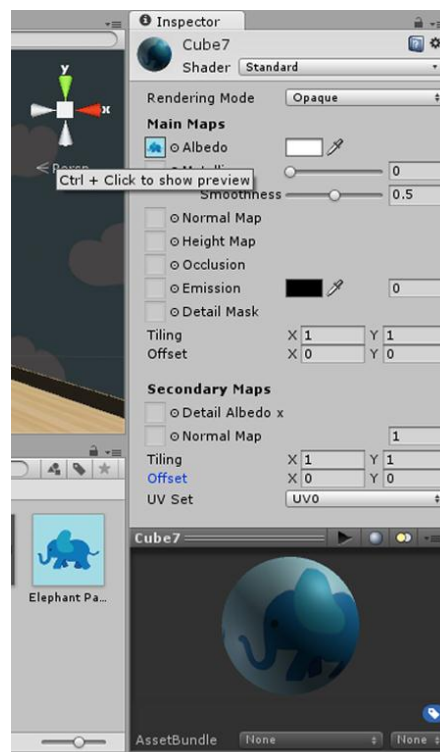 Inspector
Cube7
Shader Standard
y
x
Rendering Mode Opaque
Main Maps
Albedo
Persp
Ctrl + Click to show preview
0
Smoothness 0.5
Normal Map
Height Map
Occlusion
Emission 0
Detail Mask
Tiling X 1 Y 1
Offset X 0 Y 0
Secondary Maps
Detail Albedo x
Normal Map 1
Tiling X 1 Y 1
Offset X 0 Y 0
UV Set UV0
Cube7
Elephant Pa...
AssetBundle None None